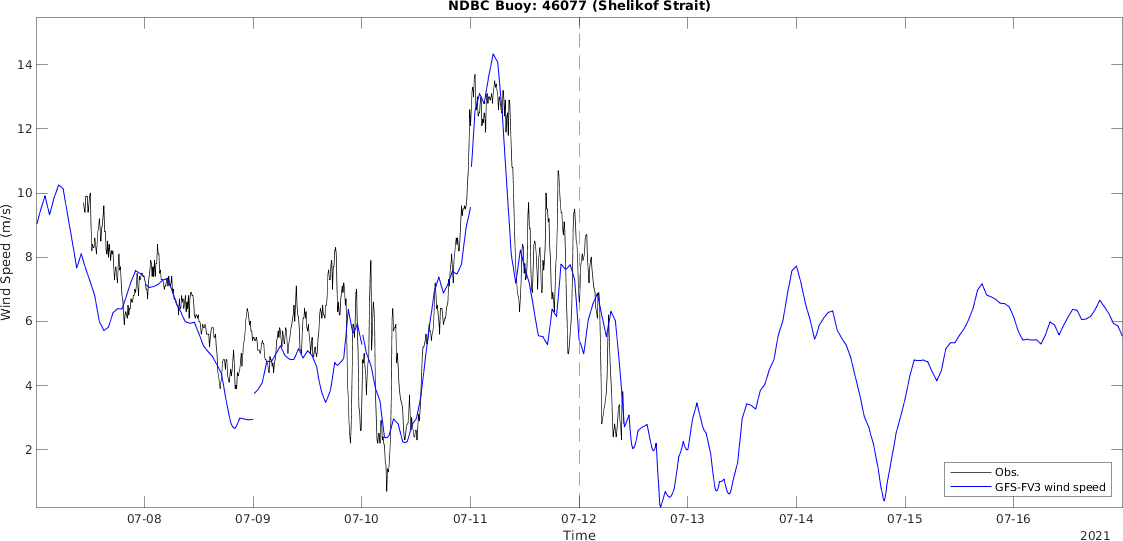 NDBC Buoy: 46077 (Shelikof Strait)
Wind Speed (m/s)
14
12
10
8
6
4
2
Obs.
GFS-FV3 wind speed
07-08 07-09 07-10 07-11 07-12 07-13 07-14 07-15 07-16
Time
2021